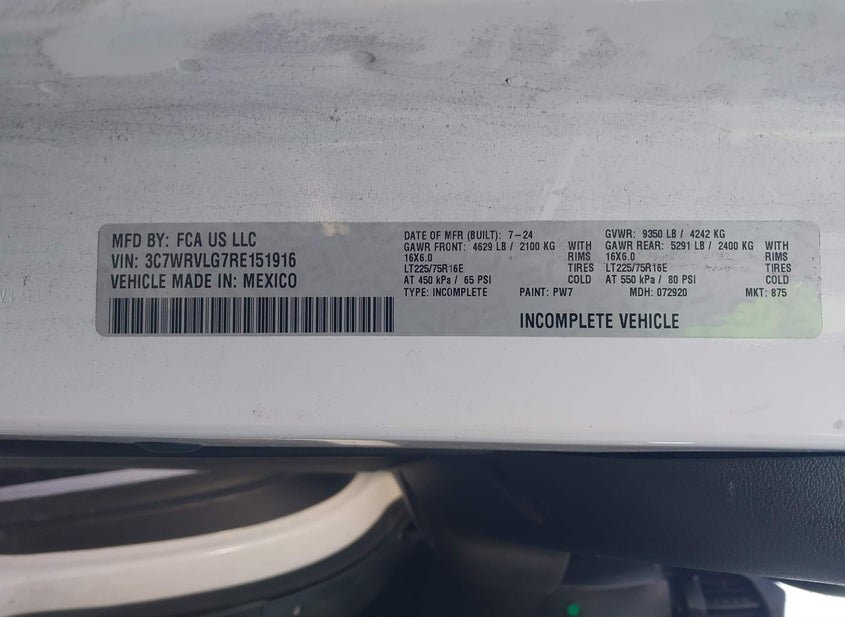 MFD BY: FCA US LLC
VIN: 3C7WRVLG7RE151916
VEHICLE MADE IN: MEXICO
DATE OF MFR (BUILT): 7-24
GVWR: 9350 LB / 4242 KG
GAWR FRONT: 4629 LB / 2100 KG WITH
GAWR REAR: 5291 LB / 2400 KG WITH
16X6.0 RIMS
16X6.0 RIMS
LT225/75R16E TIRES
LT225/75R16E TIRES
AT 450 kPa / 65 PSI COLD
AT 550 kPa / 80 PSI COLD
TYPE: INCOMPLETE PAINT: PW7 MDH: 072920 MKT: 875
INCOMPLETE VEHICLE